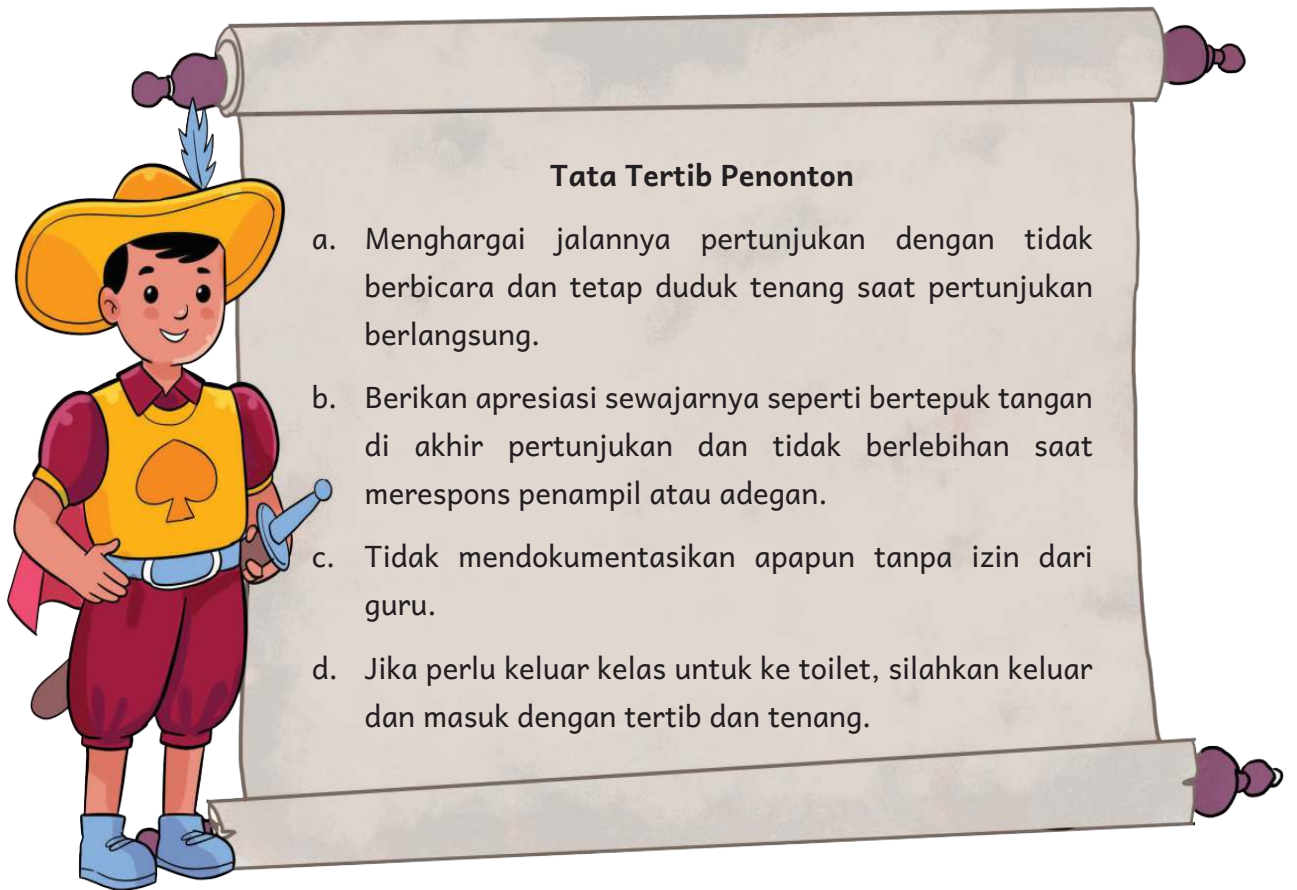 Tata Tertib Penonton
a. Menghargai jalannya pertunjukan dengan tidak
berbicara dan tetap duduk tenang saat pertunjukan
berlangsung.
b. Berikan apresiasi sewajarnya seperti bertepuk tangan
di akhir pertunjukan dan tidak berlebihan saat
merespons penampil atau adegan.
c. Tidak mendokumentasikan apapun tanpa izin dari
guru.
d. Jika perlu keluar kelas untuk ke toilet, silahkan keluar
dan masuk dengan tertib dan tenang.